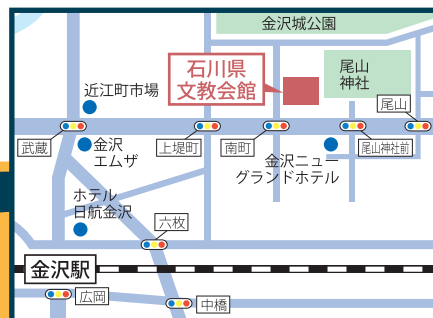 金沢城公園
石川県
文教会館
尾山
神社
近江町市場
尾山
武蔵
金沢
エムザ
上堤町
南町
尾山神社前
金沢ニュー
グランドホテル
ホテル
日航金沢
六枚
金沢駅
広岡
中橋